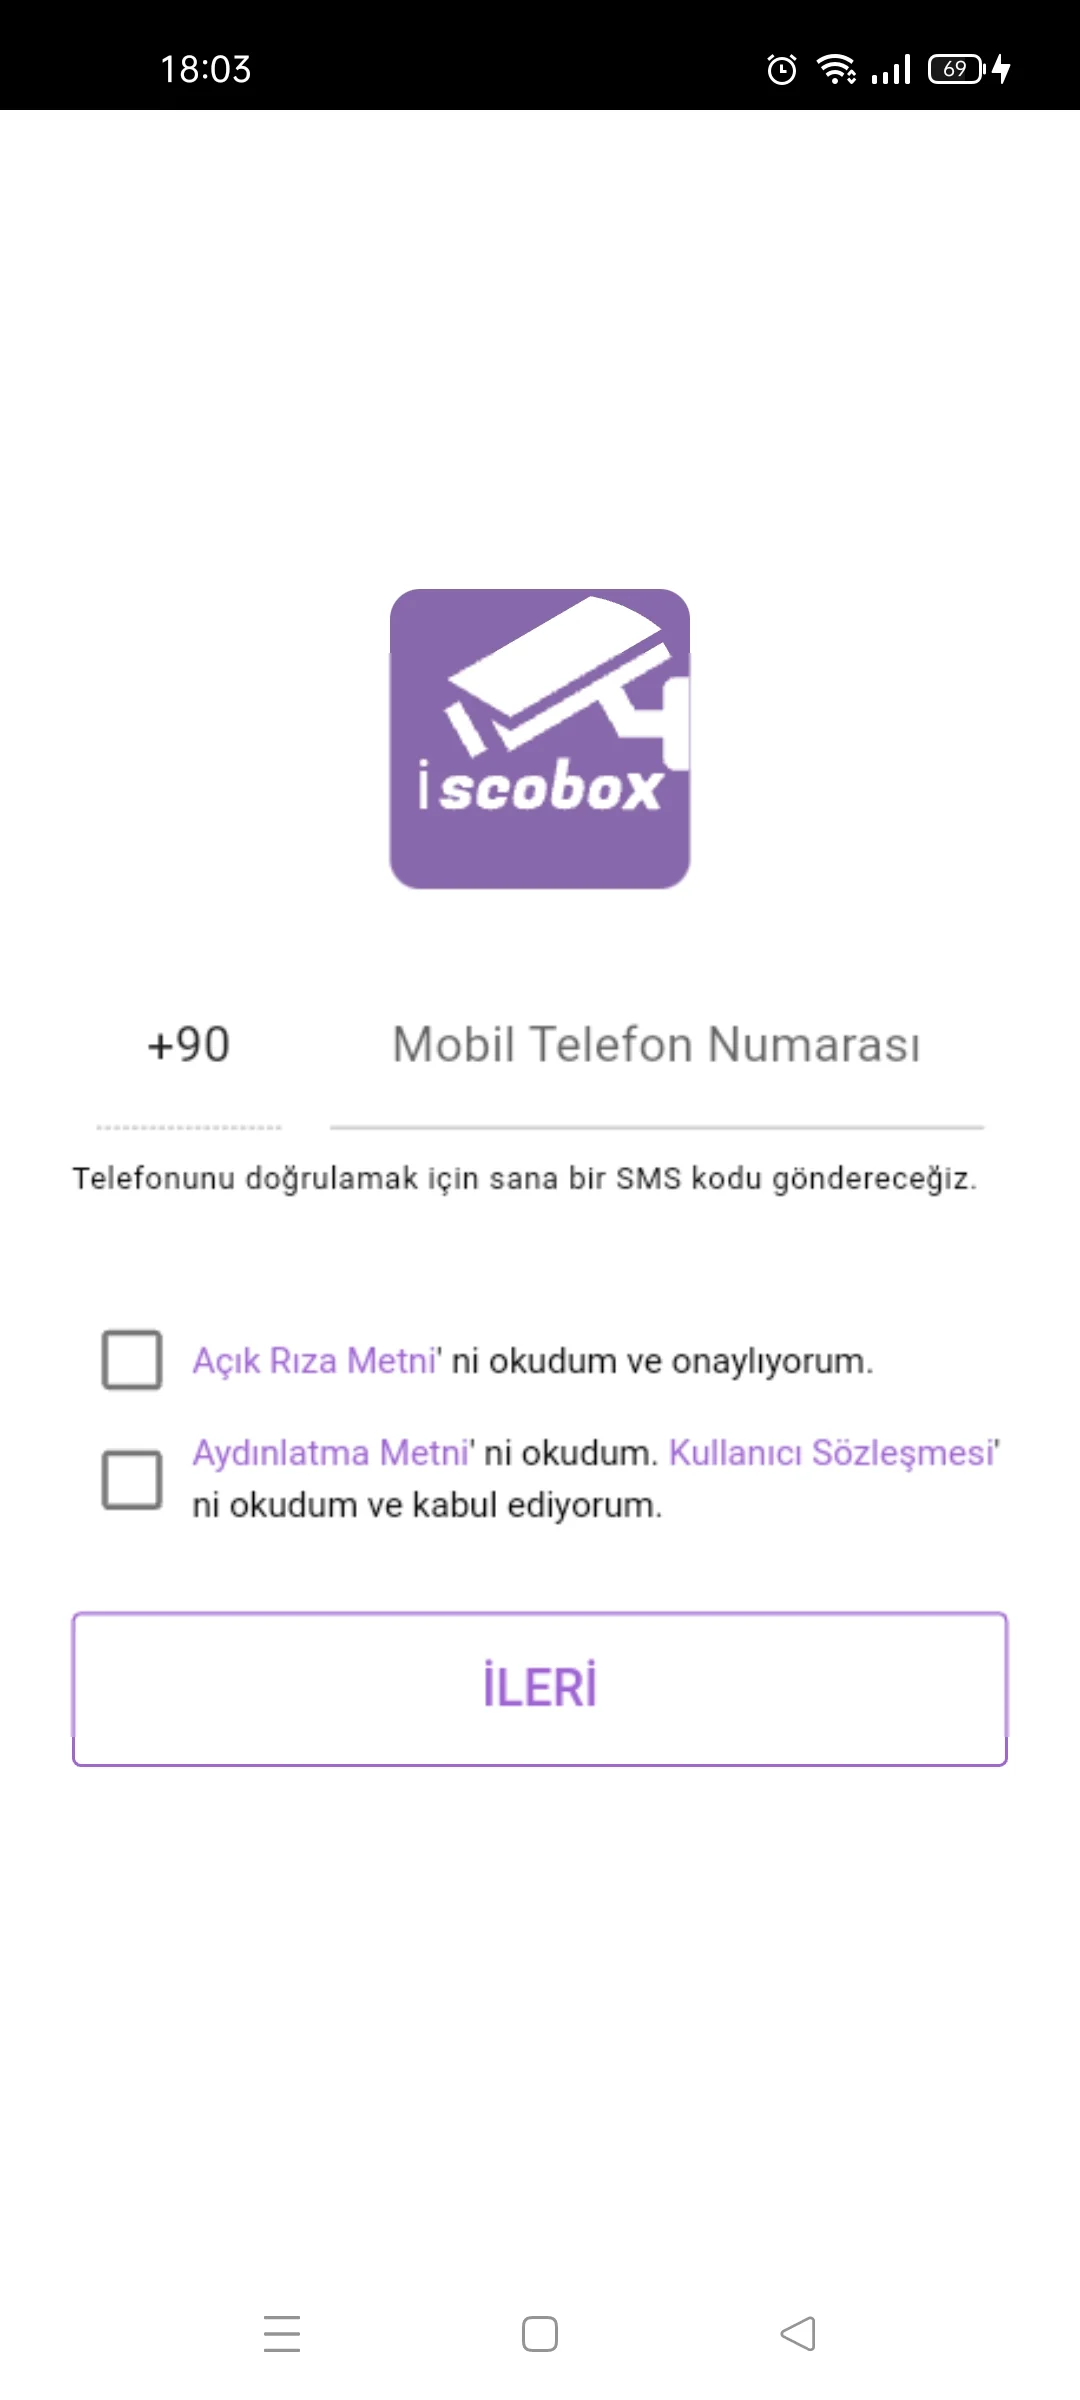 18:03
69
iscobox
+90 Mobil Telefon Numarası
Telefonunu doğrulamak için sana bir SMS kodu göndereceğiz.
Açık Rıza Metni' ni okudum ve onaylıyorum.
Aydınlatma Metni' ni okudum. Kullanıcı Sözleşmesi'
ni okudum ve kabul ediyorum.
İLERİ